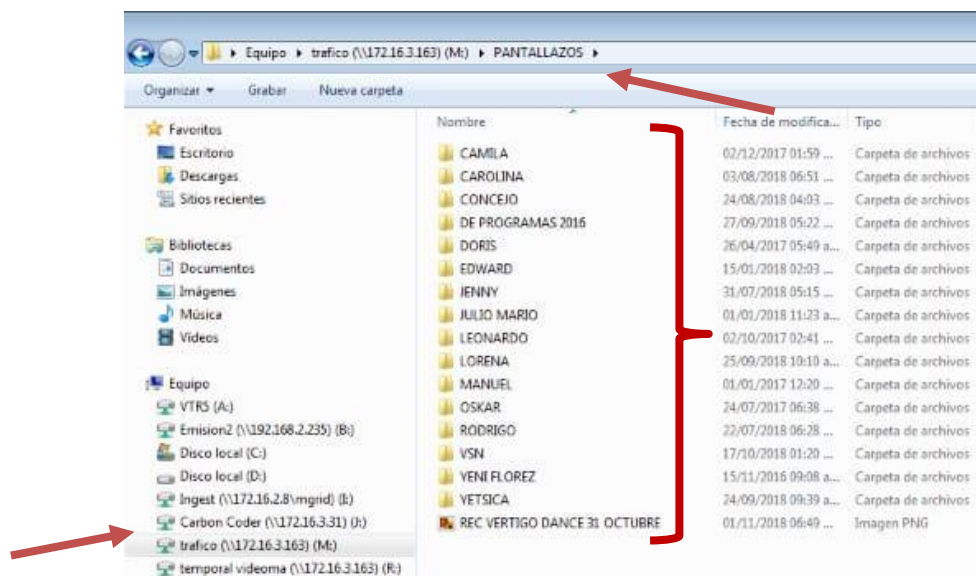 Equipo ▸ trafico (\\172.16.3.163) (M:) ▸ PANTALLAZOS ▸
Organizar Grabar Nueva carpeta
Favoritos
Escritorio
Descargas
Sitios recientes
Bibliotecas
Documentos
Imágenes
Música
Vídeos
Equipo
VTR5 (A:)
Emision2 (\\192.168.2.235) (B:)
Disco local (C:)
Disco local (D:)
Ingest (\\172.16.2.8\mgrid) (I:)
Carbon Coder (\\172.16.3.31) (J:)
trafico (\\172.16.3.163) (M:)
temporal videoma (\\172.16.3.163) (R:)
Nombre Fecha de modifica... Tipo
CAMILA 02/12/2017 01:59 ... Carpeta de archivos
CAROLINA 03/08/2018 06:51 ... Carpeta de archivos
CONCEJO 24/08/2018 04:03 ... Carpeta de archivos
DE PROGRAMAS 2016 27/09/2018 05:22 ... Carpeta de archivos
DORIS 26/04/2017 05:49 a... Carpeta de archivos
EDWARD 15/01/2018 02:03 ... Carpeta de archivos
JENNY 31/07/2018 05:15 ... Carpeta de archivos
JULIO MARIO 01/01/2018 11:23 a... Carpeta de archivos
LEONARDO 02/10/2017 02:41 ... Carpeta de archivos
LORENA 25/09/2018 10:10 a... Carpeta de archivos
MANUEL 01/01/2017 12:20 ... Carpeta de archivos
OSKAR 24/07/2017 06:38 ... Carpeta de archivos
RODRIGO 22/07/2018 06:28 ... Carpeta de archivos
VSN 17/10/2018 01:20 ... Carpeta de archivos
YENI FLOREZ 15/11/2016 09:08 a... Carpeta de archivos
YETSICA 24/09/2018 09:39 a... Carpeta de archivos
REC VERTIGO DANCE 31 OCTUBRE 01/11/2018 06:49 ... Imagen PNG